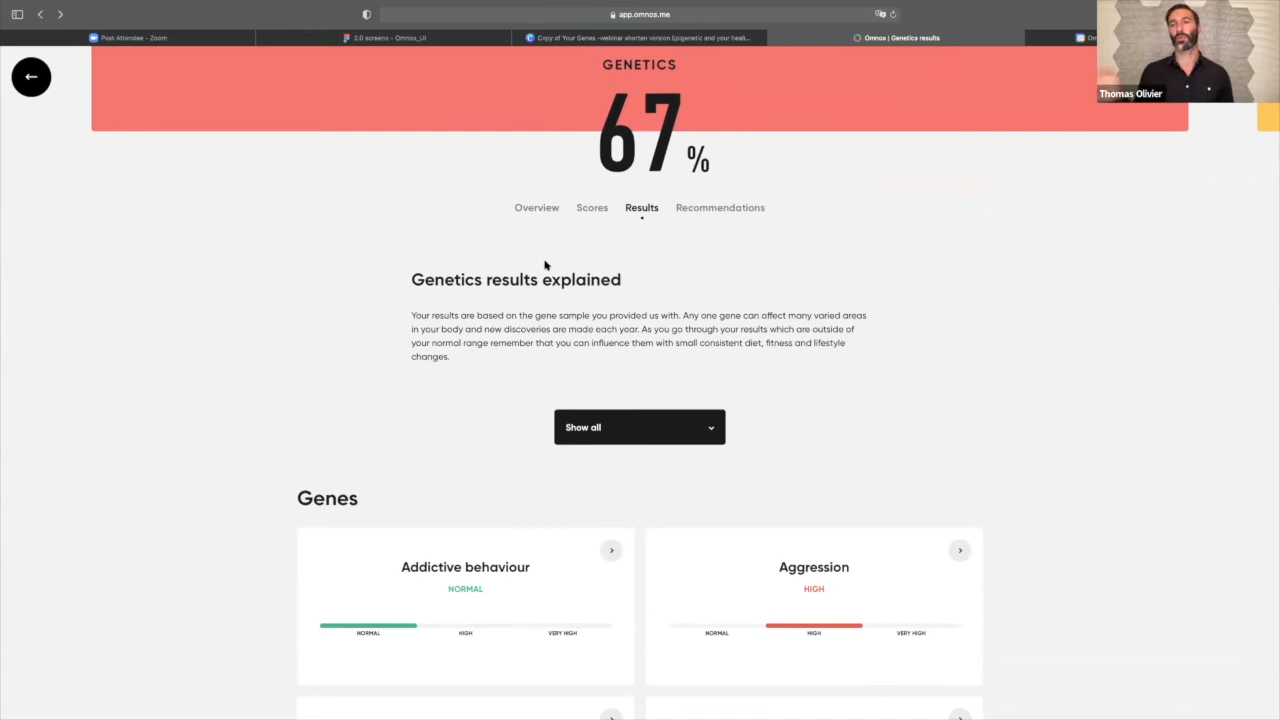 app.omnos.me
Post Attendee - Zoom
2.0 screens - Omnos_UI
Copy of Your Genes -webinar shorten version Epigenetic and your healt...
Omnos | Genetics results
Om
Thomas Olivier
GENETICS
67 %
Overview Scores Results Recommendations
Genetics results explained
Your results are based on the gene sample you provided us with. Any one gene can affect many varied areas
in your body and new discoveries are made each year. As you go through your results which are outside of
your normal range remember that you can influence them with small consistent diet, fitness and lifestyle
changes.
Show all
Genes
Addictive behaviour
NORMAL
NORMAL HIGH VERY HIGH
Aggression
HIGH
NORMAL HIGH VERY HIGH